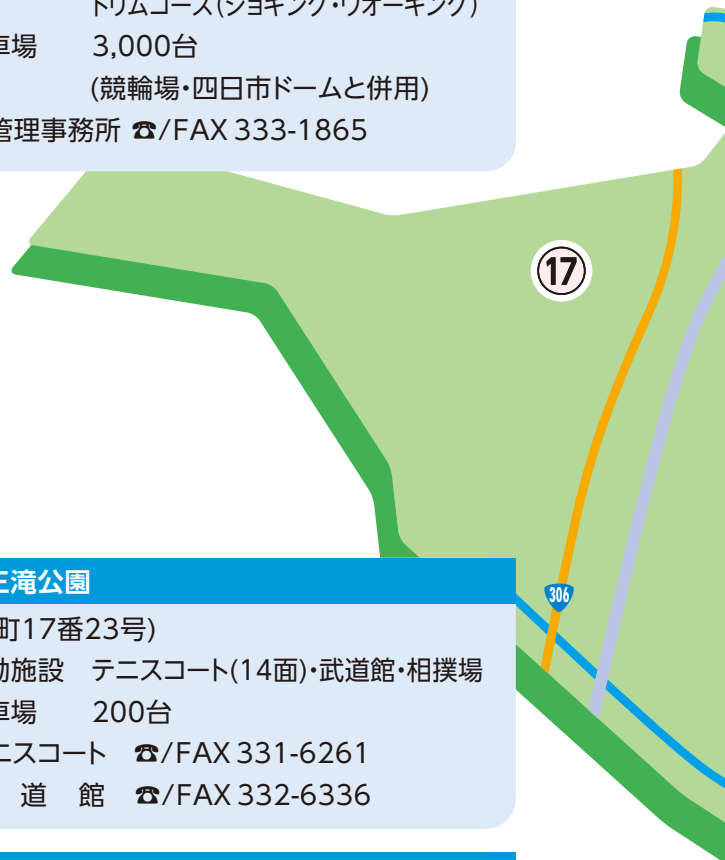 トリムコース(ジョギング・ウオーキング)
車場 3,000台
(競輪場・四日市ドームと併用)
管理事務所 ☎/FAX 333-1865
17
三滝公園
町17番23号)
動施設 テニスコート(14面)・武道館・相撲場
車場 200台
ニスコート ☎/FAX 331-6261
道 館 ☎/FAX 332-6336
306